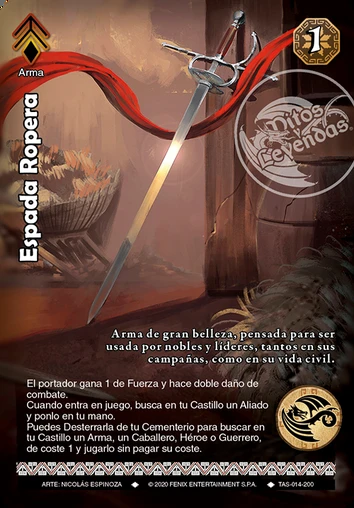 1
Arma
Espada Ropera
Mitos
y
Leyendas
Arma de gran belleza, pensada para ser
usada por nobles y líderes, tantos en sus
campañas, como en su vida civil.
El portador gana 1 de Fuerza y hace doble daño de
combate.
Cuando entra en juego, busca en tu Castillo un Aliado
y ponlo en tu mano.
Puedes Desterrarla de tu Cementerio para buscar en
tu Castillo un Arma, un Caballero, Héroe o Guerrero,
de coste 1 y jugarlo sin pagar su coste.
ARTE: NICOLÁS ESPINOZA © 2020 FENIX ENTERTAINMENT S.P.A. TAS-014-200